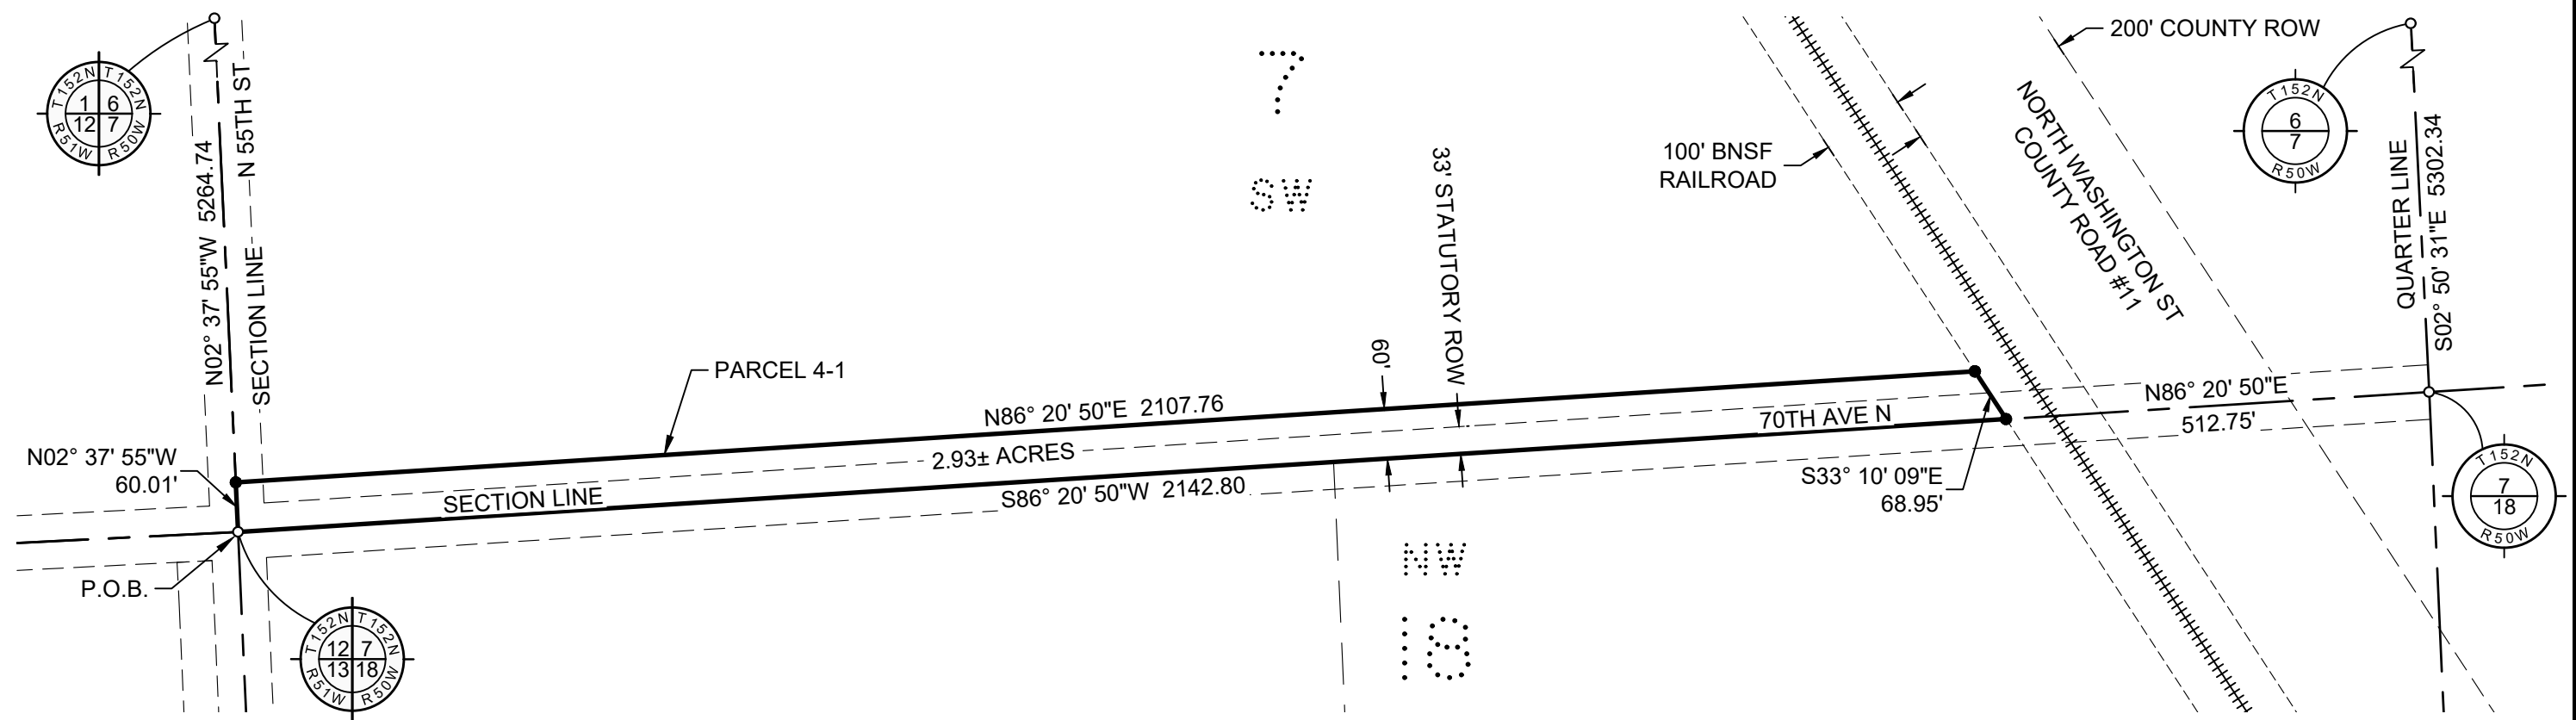 200' COUNTY ROW
T152N T152N
1 6
12 7
R51W R50W
N02° 37' 55"W 5264.74
N 55TH ST
SECTION LINE
7
SW
33' STATUTORY ROW
100' BNSF
RAILROAD
NORTH WASHINGTON ST
COUNTY ROAD #11
T152N
6
7
R50W
QUARTER LINE
S02° 50' 31"E 5302.34
PARCEL 4-1
60'
N86° 20' 50"E 2107.76
2.93± ACRES
70TH AVE N
N86° 20' 50"E
512.75'
N02° 37' 55"W
60.01'
SECTION LINE
S86° 20' 50"W 2142.80
S33° 10' 09"E
68.95'
T152N
7
18
R50W
P.O.B.
NW
18
T152N T152N
12 7
13 18
R51W R50W